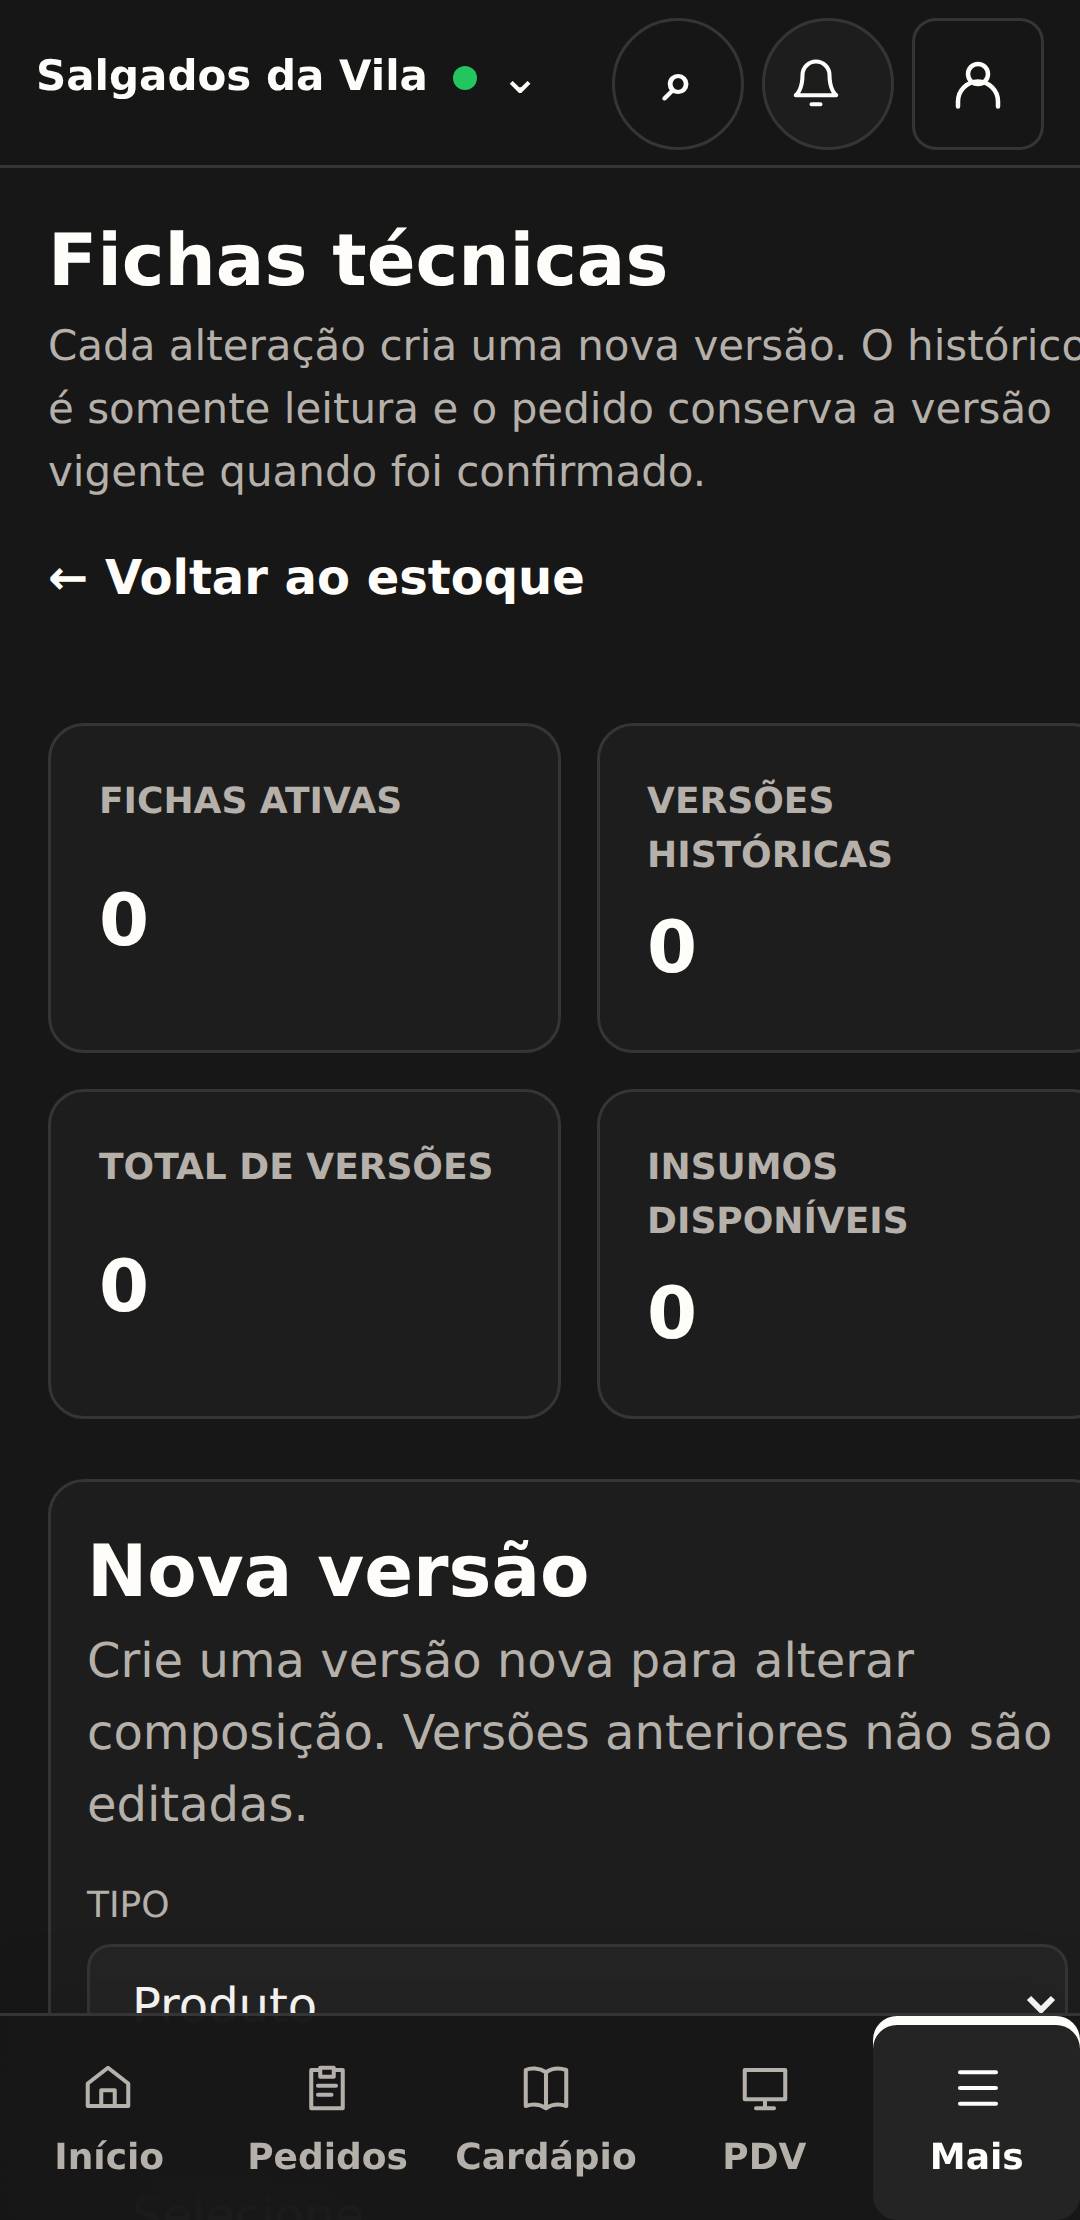 Salgados da Vila
Fichas técnicas
Cada alteração cria uma nova versão. O histórico
é somente leitura e o pedido conserva a versão
vigente quando foi confirmado.
← Voltar ao estoque
FICHAS ATIVAS
0
VERSÕES
HISTÓRICAS
0
TOTAL DE VERSÕES
0
INSUMOS
DISPONÍVEIS
0
Nova versão
Crie uma versão nova para alterar
composição. Versões anteriores não são
editadas.
TIPO
Produto
Início
Pedidos
Cardápio
PDV
Mais
Selecione